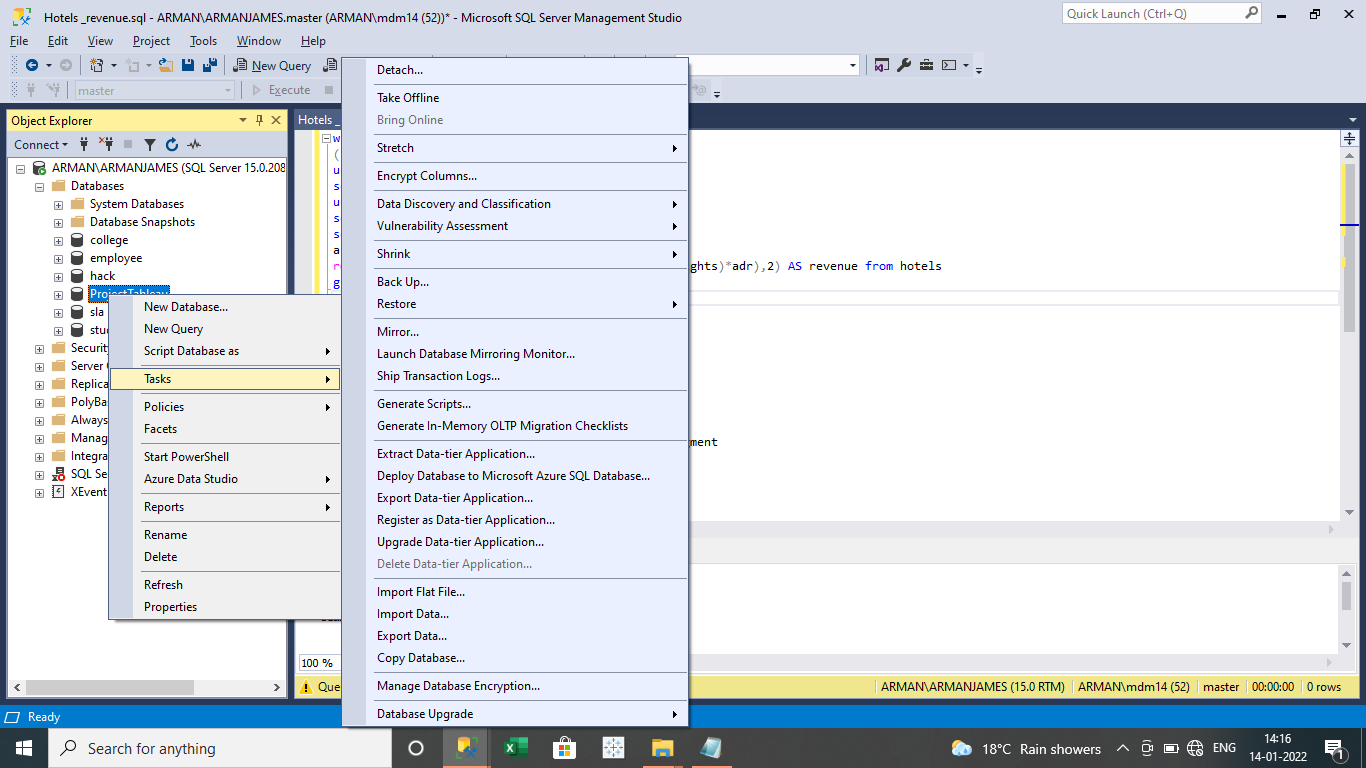 Hotels _revenue.sql - ARMAN\ARMANJAMES.master (ARMAN\mdm14 (52))* - Microsoft SQL Server Management Studio
Quick Launch (Ctrl+Q)
File Edit View Project Tools Window Help
New Query
master
Execute
Object Explorer
Connect
ARMAN\ARMANJAMES (SQL Server 15.0.208
Databases
System Databases
Database Snapshots
college
employee
hack
ProjectTableau
sla
stu
Securit
Server
Replica
PolyBa
Always
Manag
Integra
SQL Se
XEvent
New Database...
New Query
Script Database as
Tasks
Policies
Facets
Start PowerShell
Azure Data Studio
Reports
Rename
Delete
Refresh
Properties
Detach...
Take Offline
Bring Online
Stretch
Encrypt Columns...
Data Discovery and Classification
Vulnerability Assessment
Shrink
Back Up...
Restore
Mirror...
Launch Database Mirroring Monitor...
Ship Transaction Logs...
Generate Scripts...
Generate In-Memory OLTP Migration Checklists
Extract Data-tier Application...
Deploy Database to Microsoft Azure SQL Database...
Export Data-tier Application...
Register as Data-tier Application...
Upgrade Data-tier Application...
Delete Data-tier Application...
Import Flat File...
Import Data...
Export Data...
Copy Database...
Manage Database Encryption...
Database Upgrade
Hotels _
w
(
u
s
u
s
s
a
r
g
ghts)*adr),2) AS revenue from hotels
ment
100 %
Que
ARMAN\ARMANJAMES (15.0 RTM) ARMAN\mdm14 (52) master 00:00:00 0 rows
Ready
Search for anything
18°C Rain showers
ENG
14:16
14-01-2022
1